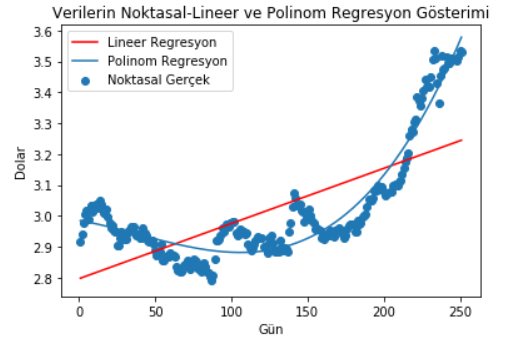 Verilerin Noktasal-Lineer ve Polinom Regresyon Gösterimi
3.6
3.5
3.4
3.3
3.2
3.1
3.0
2.9
2.8
Dolar
Lineer Regresyon
Polinom Regresyon
Noktasal Gerçek
0 50 100 150 200 250
Gün